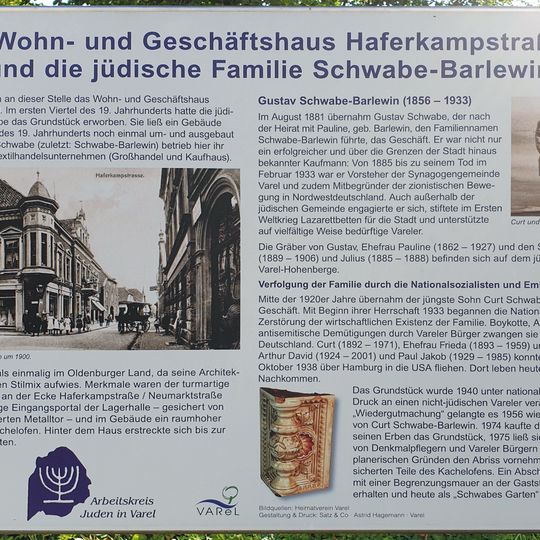 Wohn- und Geschäftshaus Haferkampstraß
und die jüdische Familie Schwabe-Barlewin
an dieser Stelle das Wohn- und Geschäftshaus
. Im ersten Viertel des 19. Jahrhunderts hatte die jüdi-
be das Grundstück erworben. Sie ließ ein Gebäude
des 19. Jahrhunderts noch einmal um- und ausgebaut
Schwabe (zuletzt: Schwabe-Barlewin) betrieb hier ihr
extilhandelsunternehmen (Großhandel und Kaufhaus).
Haferkampstrasse.
um 1900.
ls einmalig im Oldenburger Land, da seine Architek-
en Stilmix aufwies. Merkmale waren der turmartige
an der Ecke Haferkampstraße / Neumarktstraße
ge Eingangsportal der Lagerhalle - gesichert von
erten Metalltor – und im Gebäude ein raumhoher
achelofen. Hinter dem Haus erstreckte sich bis zur
ten.
Arbeitskreis
Juden in Varel
VAReL
Gustav Schwabe-Barlewin (1856 – 1933)
Im August 1881 übernahm Gustav Schwabe, der nach
der Heirat mit Pauline, geb. Barlewin, den Familiennamen
Schwabe-Barlewin führte, das Geschäft. Er war nicht nur
ein erfolgreicher und über die Grenzen der Stadt hinaus
bekannter Kaufmann: Von 1885 bis zu seinem Tod im
Februar 1933 war er Vorsteher der Synagogengemeinde
Varel und zudem Mitbegründer der zionistischen Bewe-
gung in Nordwestdeutschland. Auch außerhalb der
jüdischen Gemeinde engagierte er sich, stiftete im Ersten
Weltkrieg Lazarettbetten für die Stadt und unterstützte
auf vielfältige Weise bedürftige Vareler.
Curt und
Die Gräber von Gustav, Ehefrau Pauline (1862 – 1927) und den S
(1889 – 1906) und Julius (1885 – 1888) befinden sich auf dem jü
Varel-Hohenberge.
Verfolgung der Familie durch die Nationalsozialisten und Emi
Mitte der 1920er Jahre übernahm der jüngste Sohn Curt Schwab
Geschäft. Mit Beginn ihrer Herrschaft 1933 begannen die Nation
Zerstörung der wirtschaftlichen Existenz der Familie. Boykotte, A
antisemitische Demütigungen durch Vareler Bürger zwangen sie
Deutschland. Curt (1892 – 1971), Ehefrau Frieda (1893 – 1959) un
Arthur David (1924 – 2001) und Paul Jakob (1929 – 1985) konnte
Oktober 1938 über Hamburg in die USA fliehen. Dort leben heute
Nachkommen.
Das Grundstück wurde 1940 unter national
Druck an einen nicht-jüdischen Vareler verä
„Wiedergutmachung“ gelangte es 1956 wie
von Curt Schwabe-Barlewin. 1974 kaufte d
seinen Erben das Grundstück, 1975 ließ si
von Denkmalpflegern und Vareler Bürgern
planerischen Gründen den Abriss vornehm
sicherten Teile des Kachelofens. Ein Absch
mit einer Begrenzungsmauer an der Gastst
erhalten und heute als „Schwabes Garten“
Bildquellen: Heimatverein Varel
Gestaltung & Druck: Satz & Co · Astrid Hagemann · Varel